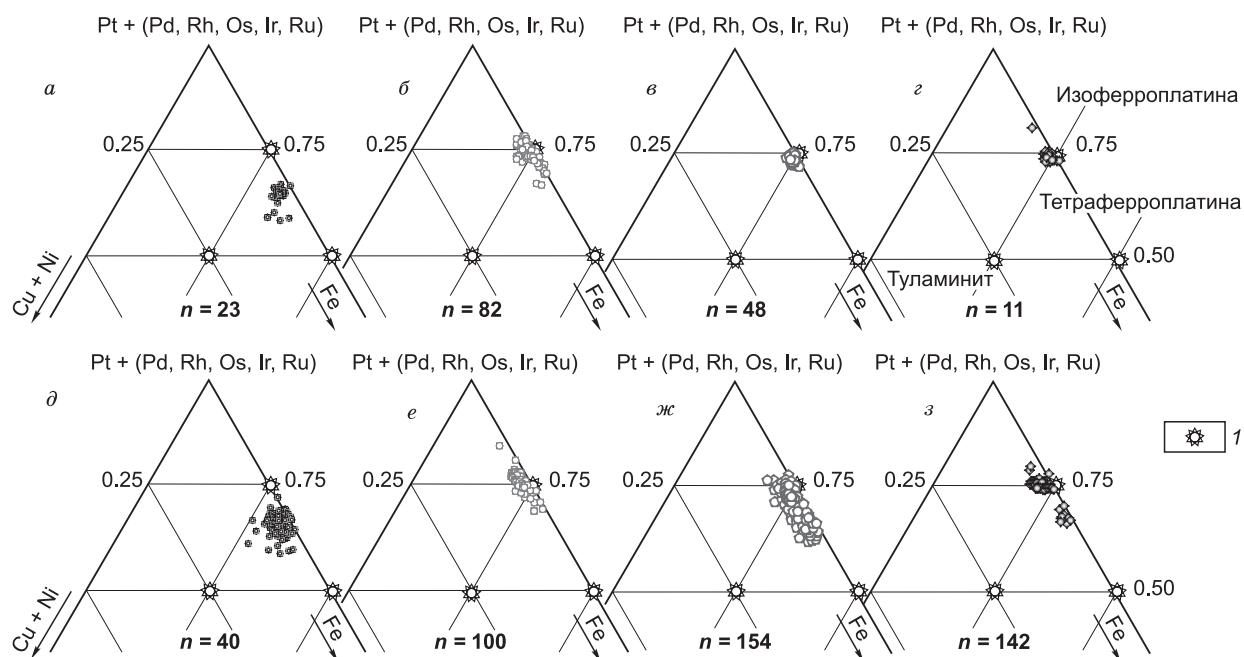 Pt + (Pd, Rh, Os, Ir, Ru) Pt + (Pd, Rh, Os, Ir, Ru) Pt + (Pd, Rh, Os, Ir, Ru) Pt + (Pd, Rh, Os, Ir, Ru)
а б в г
Изоферроплатина
0.25 0.75 0.25 0.75 0.25 0.75 0.25 0.75
Тетраферроплатина
0.50
Cu + Ni Fe Fe Fe Туламинит Fe
n = 23 n = 82 n = 48 n = 11
Pt + (Pd, Rh, Os, Ir, Ru) Pt + (Pd, Rh, Os, Ir, Ru) Pt + (Pd, Rh, Os, Ir, Ru) Pt + (Pd, Rh, Os, Ir, Ru)
д е ж з
1
0.25 0.75 0.25 0.75 0.25 0.75 0.25 0.75
0.50
Cu + Ni Fe Fe Fe Fe
n = 40 n = 100 n = 154 n = 142